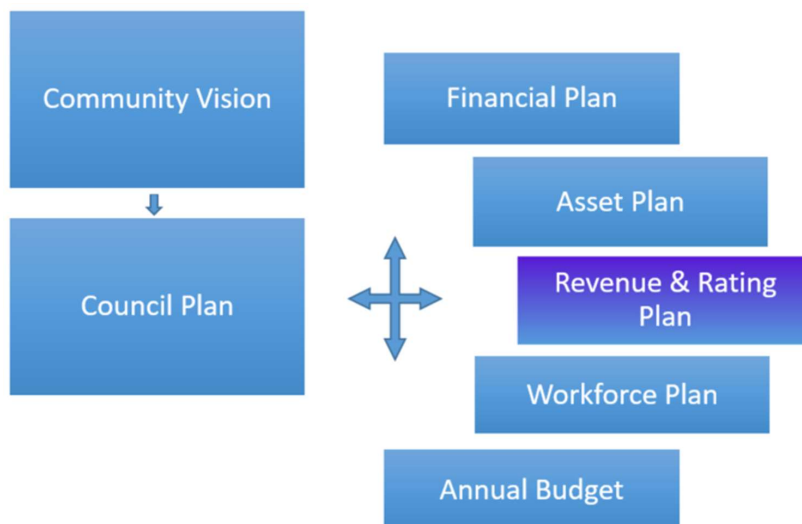 Community Vision
Council Plan
Financial Plan
Asset Plan
Revenue & Rating
Plan
Workforce Plan
Annual Budget